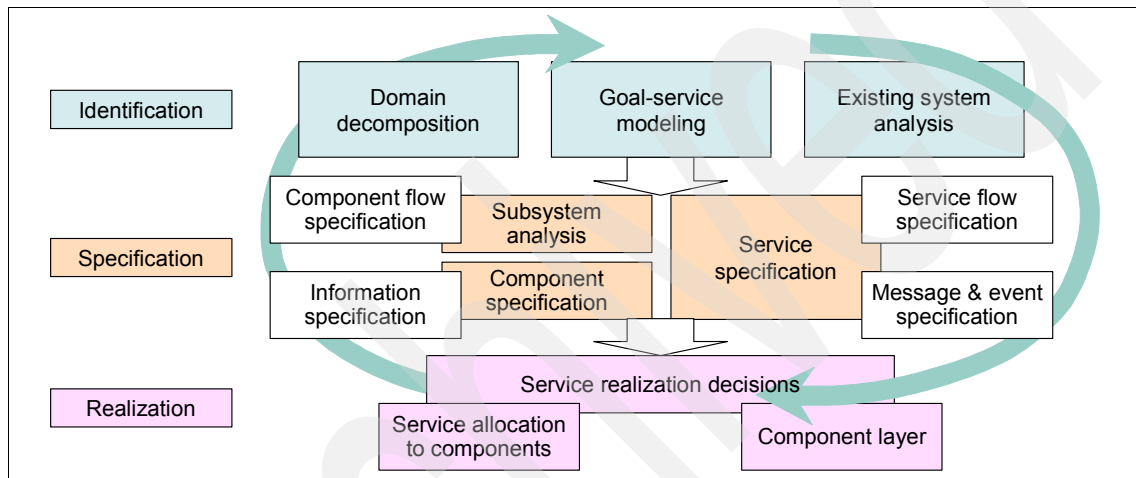 Identification
Domain
decomposition
Goal-service
modeling
Existing system
analysis
Component flow
specification
Subsystem
analysis
Service flow
specification
Specification
Service
specification
Information
specification
Component
specification
Message & event
specification
Service realization decisions
Realization
Service allocation
to components
Component layer